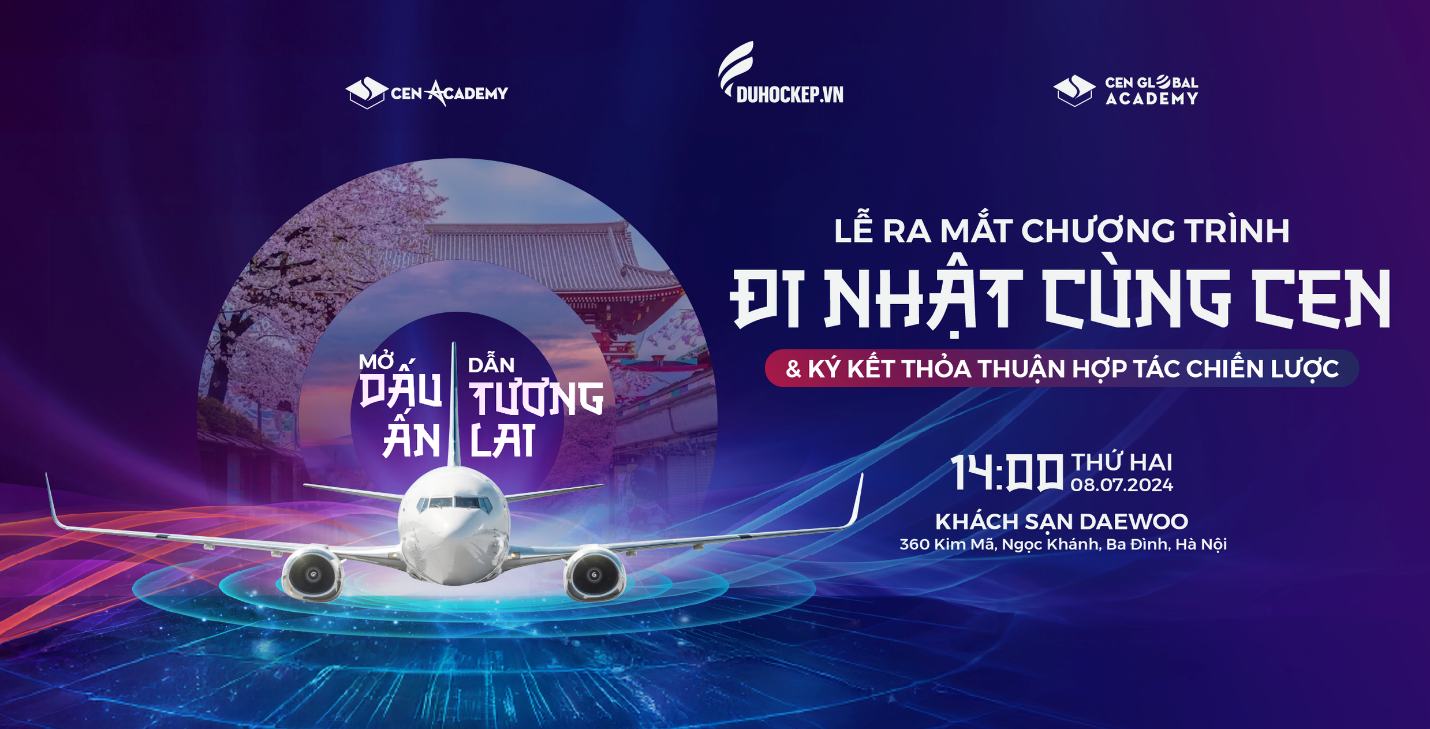 CEN ACADEMY
DUHOCKEP.VN
CEN GLOBAL
ACADEMY
LỄ RA MẮT CHƯƠNG TRÌNH
ĐI NHẬT CÙNG CEN
& KÝ KẾT THỎA THUẬN HỢP TÁC CHIẾN LƯỢC
MỞ
DẤU
ẤN
DẪN
TƯƠNG
LAI
14:00 THỨ HAI
08.07.2024
KHÁCH SẠN DAEWOO
360 Kim Mã, Ngọc Khánh, Ba Đình, Hà Nội